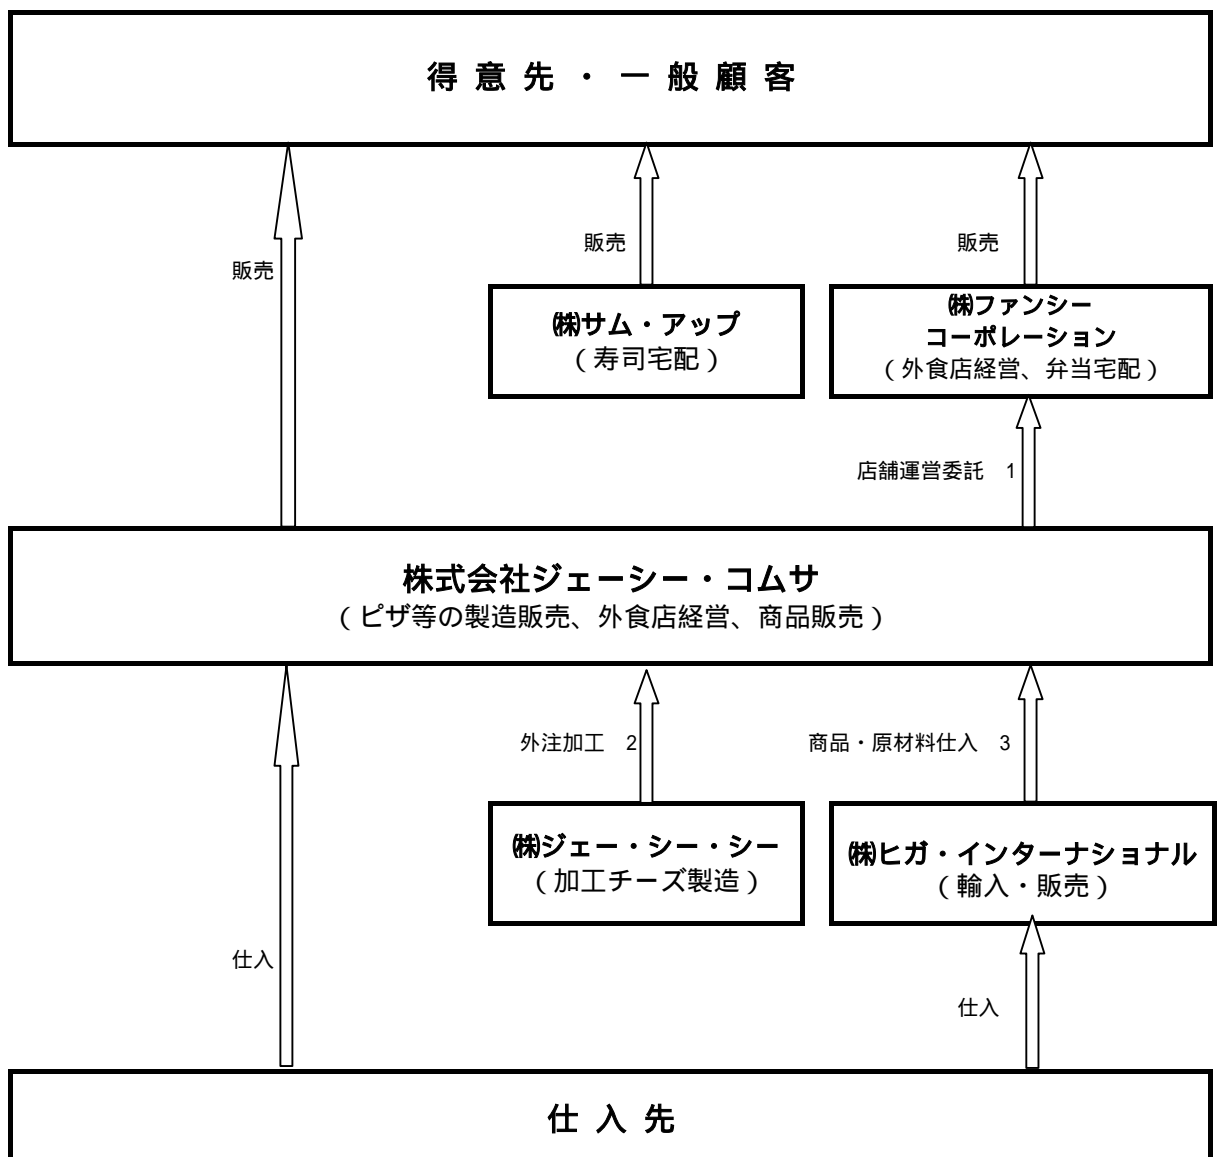 得意先・一般顧客
販売
販売
販売
㈱サム・アップ
（寿司宅配）
㈱ファンシー
コーポレーション
（外食店経営、弁当宅配）
店舗運営委託 1
株式会社ジェーシー・コムサ
（ピザ等の製造販売、外食店経営、商品販売）
外注加工 2
商品・原材料仕入 3
㈱ジェー・シー・シー
（加工チーズ製造）
㈱ヒガ・インターナショナル
（輸入・販売）
仕入
仕入
仕入先